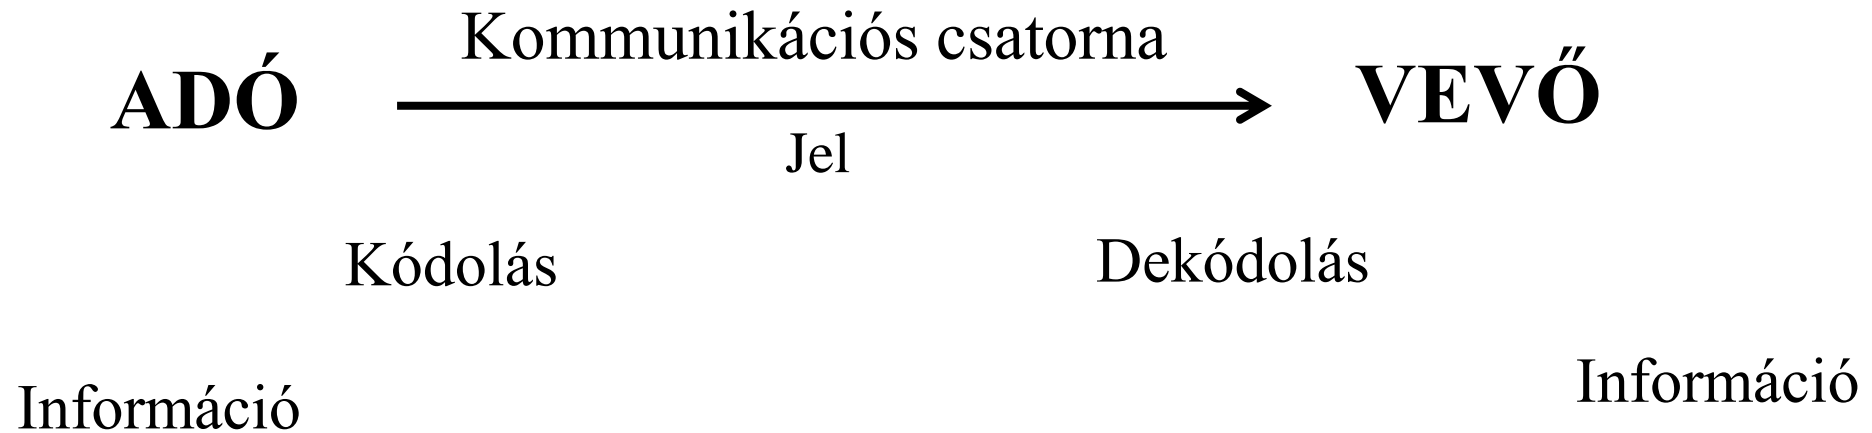 Kommunikációs csatorna
ADÓ
VEVŐ
Jel
Kódolás
Dekódolás
Információ
Információ